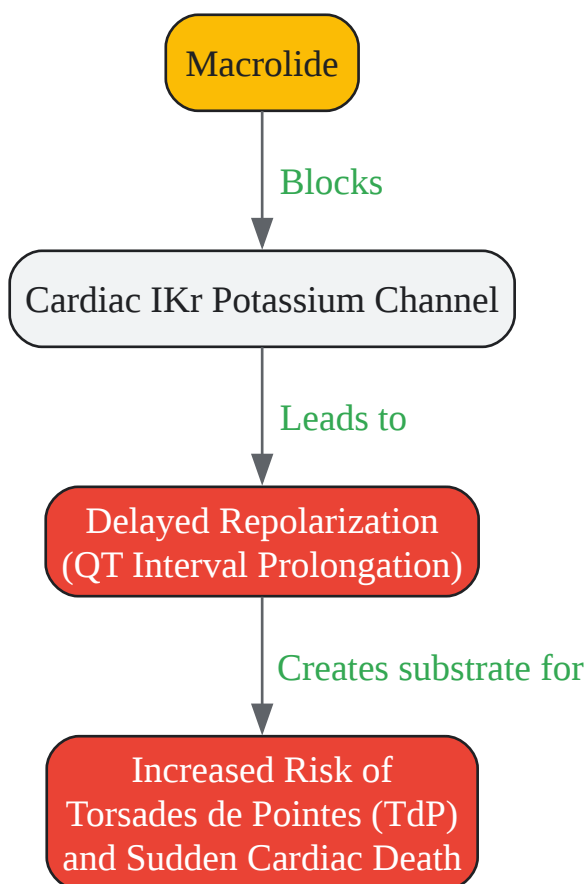 Macrolide
Blocks
Cardiac IKr Potassium Channel
Leads to
Delayed Repolarization
(QT Interval Prolongation)
Creates substrate for
Increased Risk of
Torsades de Pointes (TdP)
and Sudden Cardiac Death